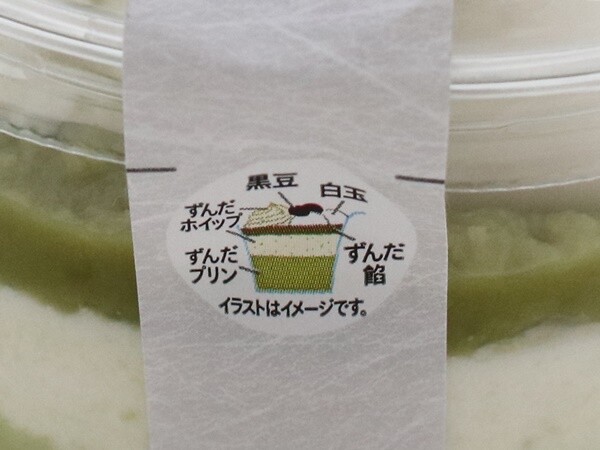 黒豆
白玉
ずんだ
ホイップ
ずんだ
プリン
ずんだ
餡
イラストはイメージです。